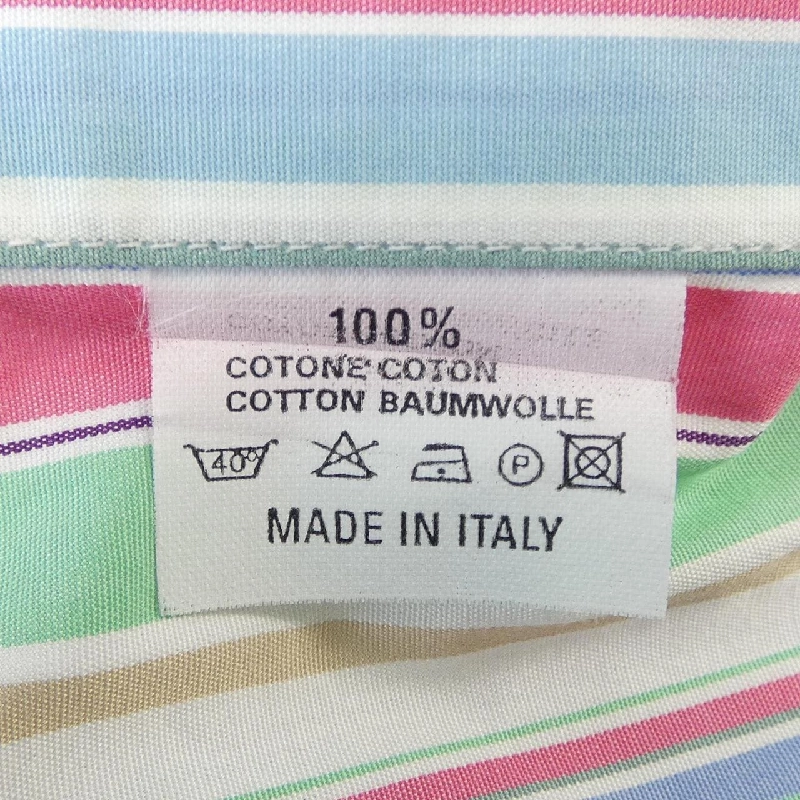 100%
COTONE COTON
COTTON BAUMWOLLE
40° P
MADE IN ITALY